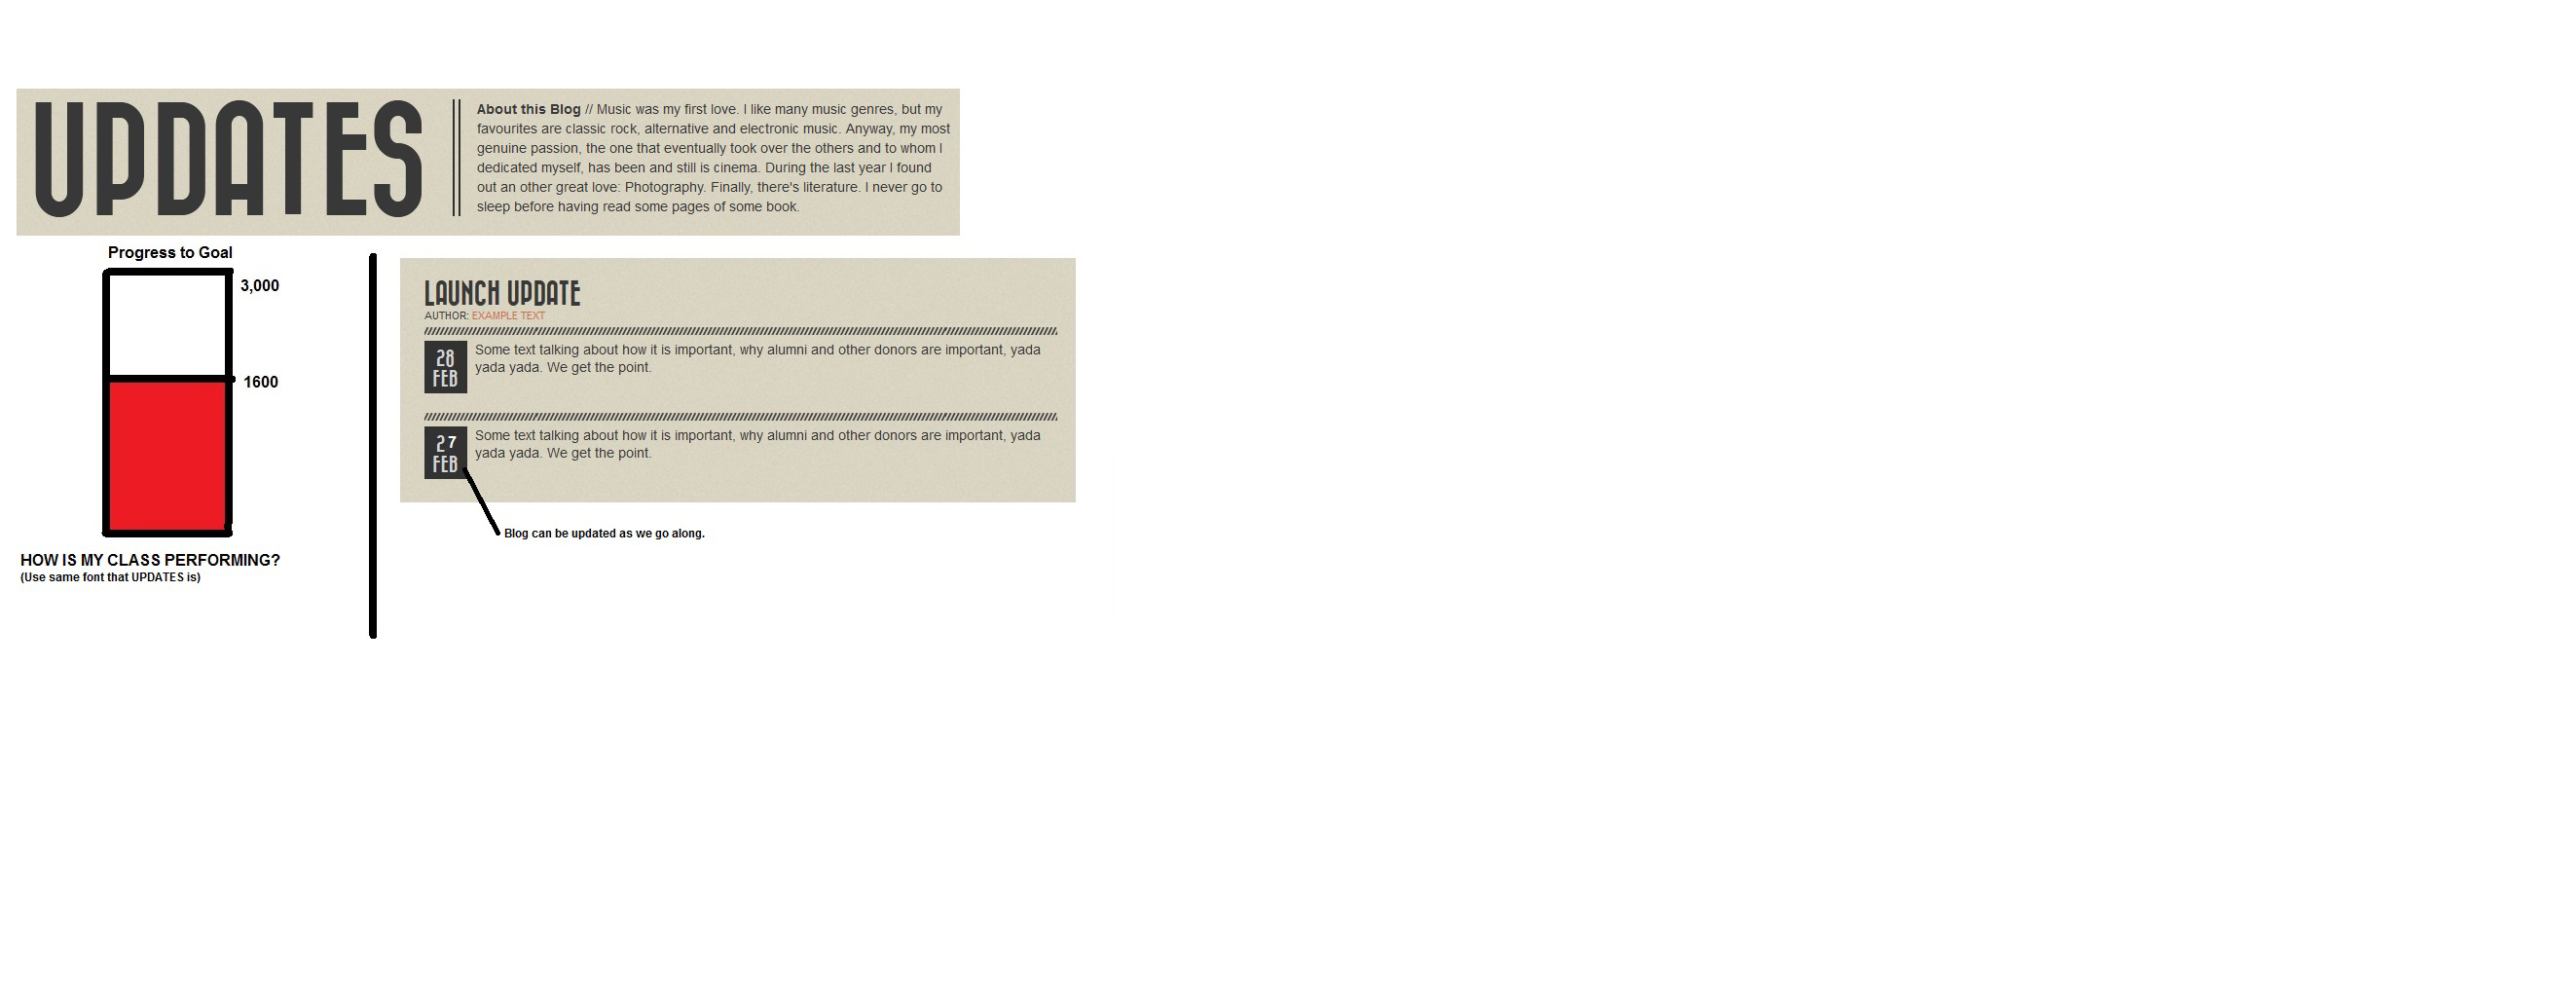 UPDATES
About this Blog // Music was my first love. I like many music genres, but my
favourites are classic rock, alternative and electronic music. Anyway, my most
genuine passion, the one that eventually took over the others and to whom I
dedicated myself, has been and still is cinema. During the last year I found
out an other great love: Photography. Finally, there's literature. I never go to
sleep before having read some pages of some book.
Progress to Goal
3,000
1600
HOW IS MY CLASS PERFORMING?
(Use same font that UPDATES is)
LAUNCH UPDATE
AUTHOR: EXAMPLE TEXT
28
FEB
Some text talking about how it is important, why alumni and other donors are important, yada
yada yada. We get the point.
27
FEB
Some text talking about how it is important, why alumni and other donors are important, yada
yada yada. We get the point.
Blog can be updated as we go along.